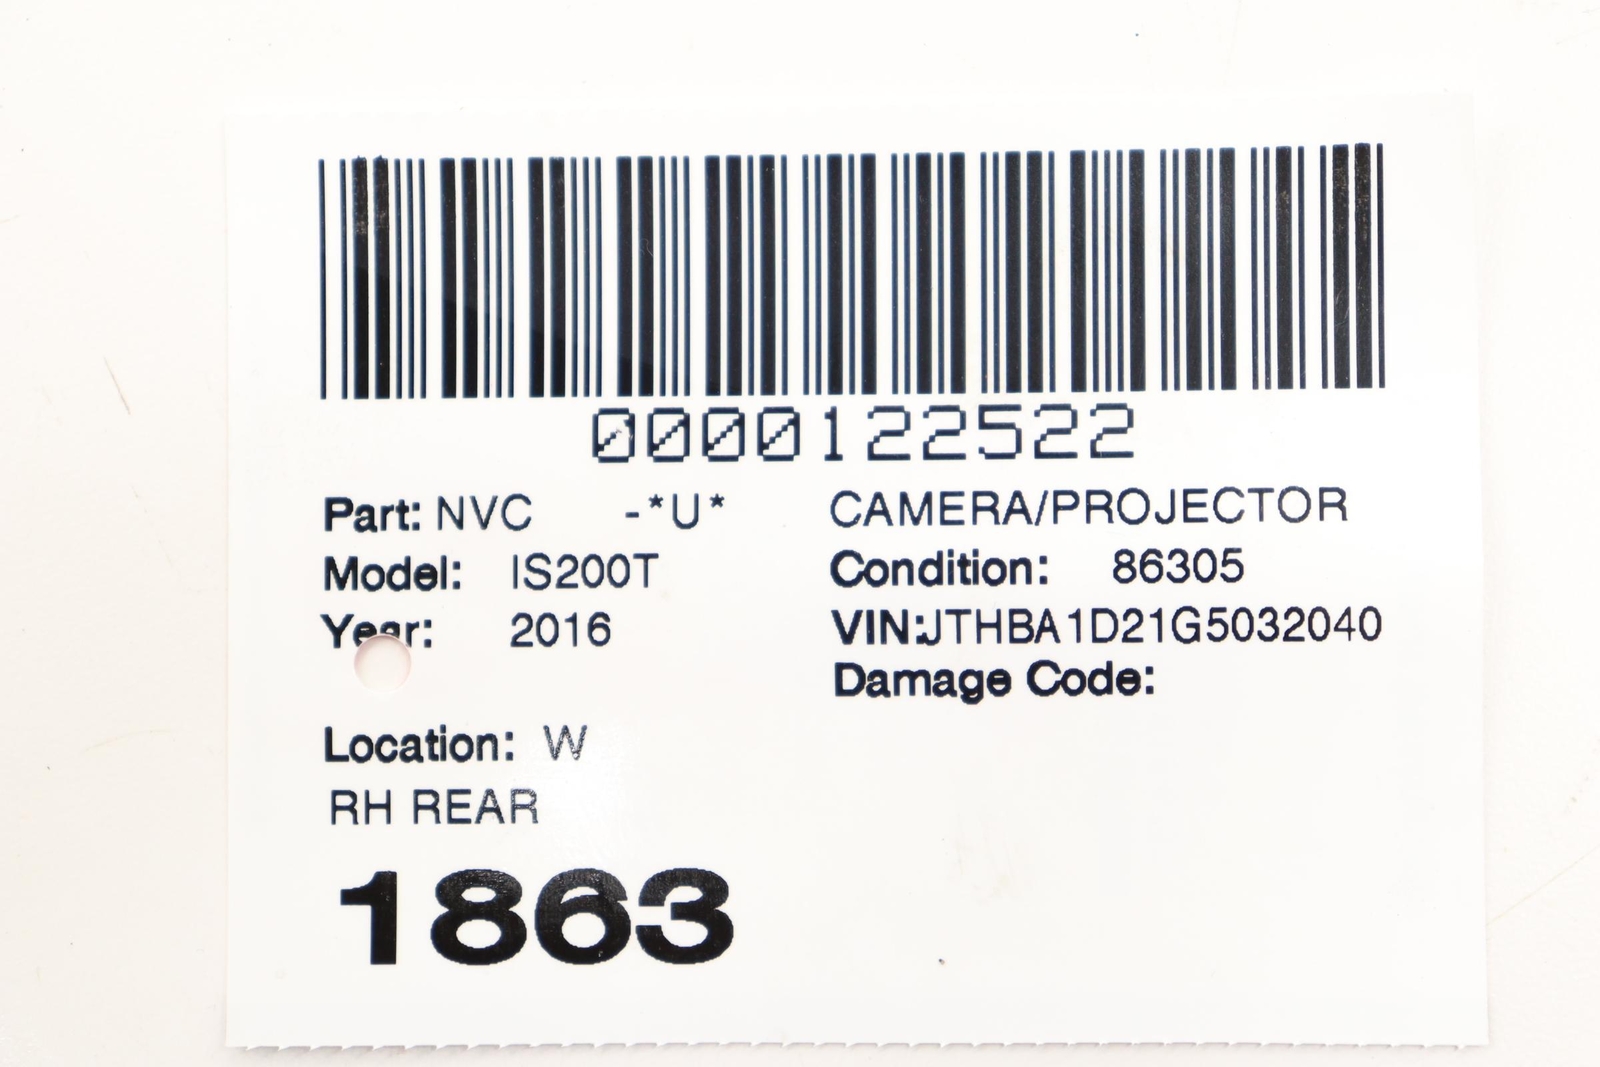 0000122522
Part: NVC -*U* CAMERA/PROJECTOR
Model: IS200T Condition: 86305
Year: 2016 VIN:JTHBA1D21G5032040
Damage Code:
Location: W
RH REAR
1863